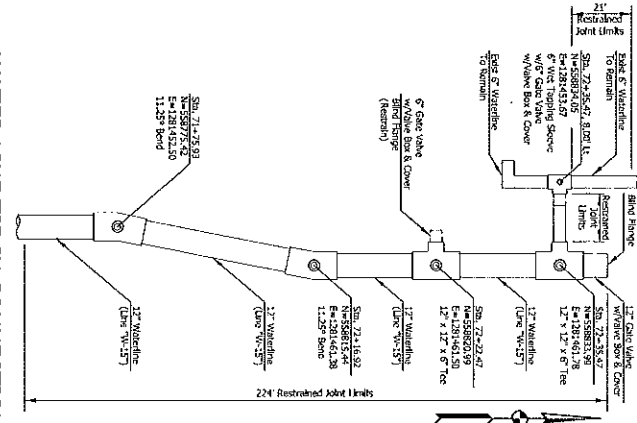 21'
Restrained
Joint Limits
Exist 6" Waterline
To Remain
Sta. 72+35.47, 8.00' Lt
N=558834.05
E=1281453.67
6" Wet Tapping Sleeve
w/6" Gate Valve
w/Valve Box & Cover
Exist 6" Waterline
To Remain
Blind Flange
Restrained
Joint
Limits
12" Gate Valve
w/Valve Box & Cover
Sta. 72+35.47
N=558833.99
E=1281461.78
12" x 12" x 6" Tee
12" Waterline
(Line "W-15")
6" Gate Valve
w/Valve Box & Cover
Blind Flange
(Restrain)
Sta. 72+22.47
N=558820.99
E=1281461.50
12" x 12" x 6" Tee
12" Waterline
(Line "W-15")
Sta. 72+16.92
N=558815.44
E=1281461.38
11.25° Bend
Sta. 71+75.93
N=558775.42
E=1281452.50
11.25° Bend
12" Waterline
(Line "W-15")
12" Waterline
(Line "W-15")
224' Restrained Joint Limits